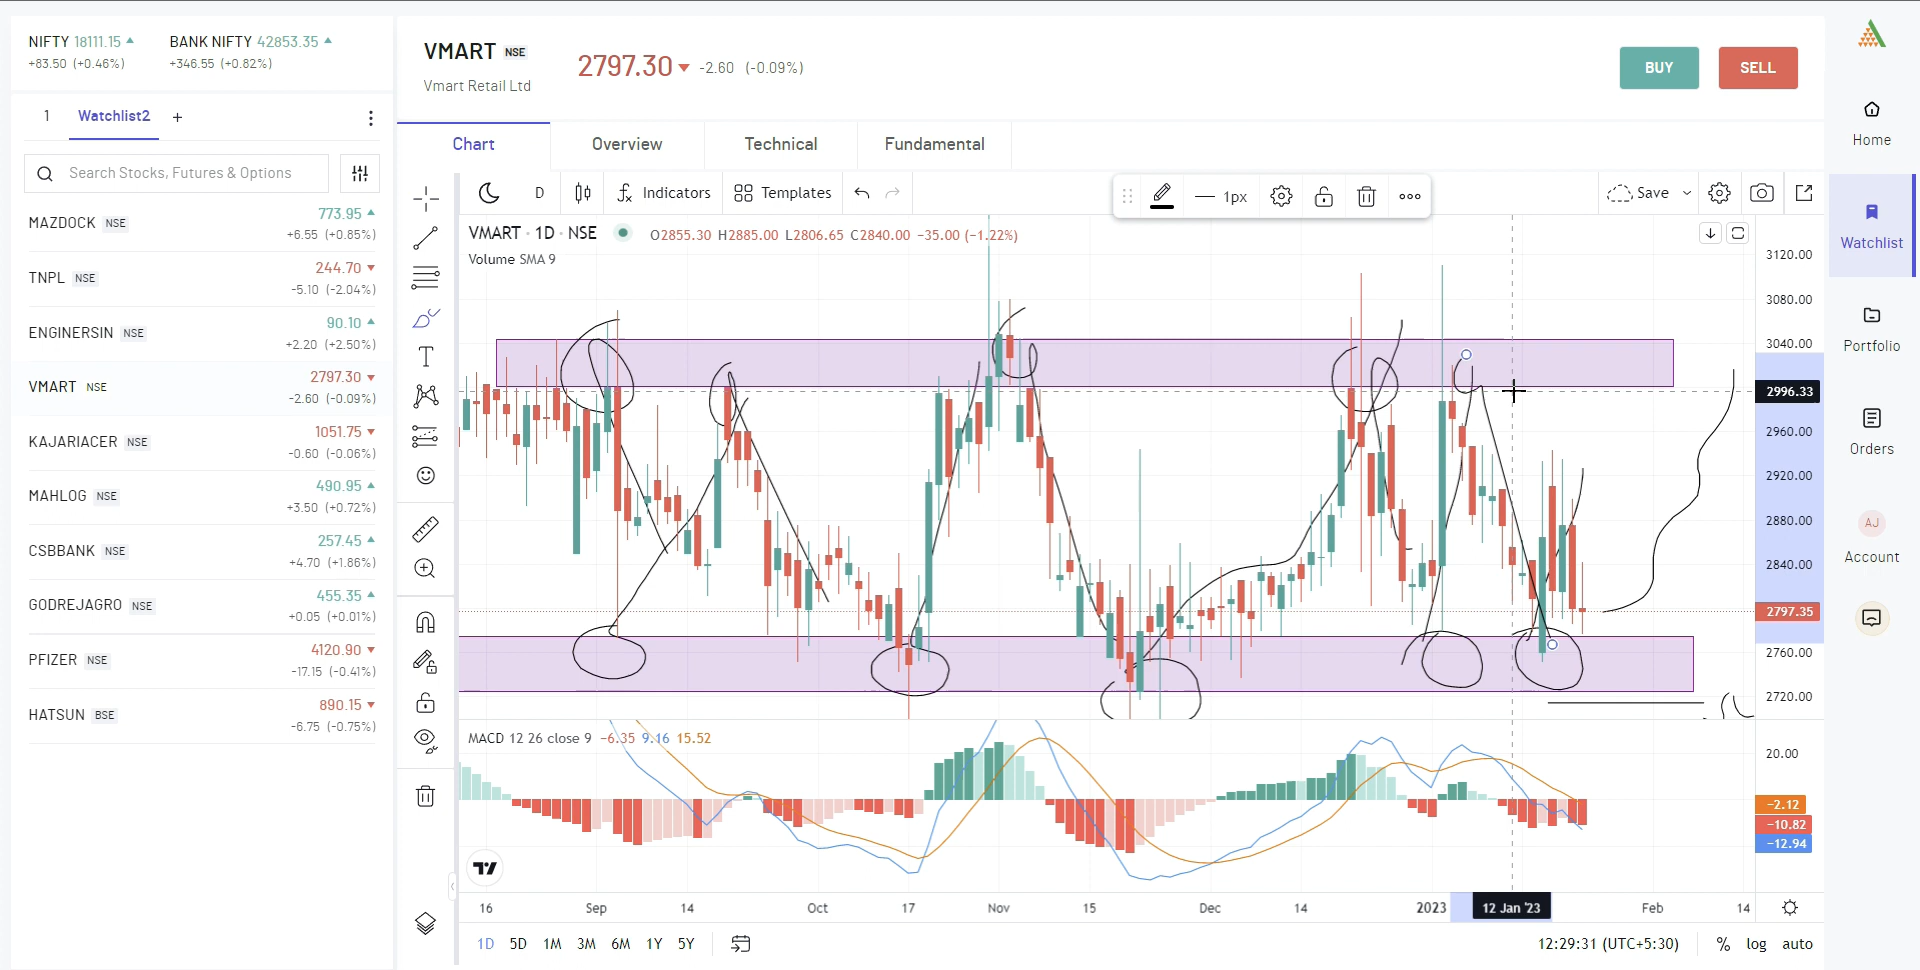 NIFTY 18111.15
+83.50 (+0.46%)
BANK NIFTY 42853.35
+346.55 (+0.82%)
1 Watchlist2 +
Search Stocks, Futures & Options
MAZDOCK NSE 773.95
+6.55 (+0.85%)
TNPL NSE 244.70
-5.10 (-2.04%)
ENGINERSIN NSE 90.10
+2.20 (+2.50%)
VMART NSE 2797.30
-2.60 (-0.09%)
KAJARIACER NSE 1051.75
-0.60 (-0.06%)
MAHLOG NSE 490.95
+3.50 (+0.72%)
CSBBANK NSE 257.45
+4.70 (+1.86%)
GODREJAGRO NSE 455.35
+0.05 (+0.01%)
PFIZER NSE 4120.90
-17.15 (-0.41%)
HATSUN BSE 890.15
-6.75 (-0.75%)
VMART NSE
Vmart Retail Ltd
2797.30 -2.60 (-0.09%)
BUY SELL
Chart Overview Technical Fundamental
D Indicators Templates 1px Save
VMART · 1D · NSE O2855.30 H2885.00 L2806.65 C2840.00 −35.00 (−1.22%)
Volume SMA 9
3120.00
3080.00
3040.00
2996.33
2960.00
2920.00
2880.00
2840.00
2797.35
2760.00
2720.00
MACD 12 26 close 9 −6.35 9.16 15.52
20.00
−2.12
−10.82
−12.94
16 Sep 14 Oct 17 Nov 15 Dec 14 2023 12 Jan '23 Feb 14
1D 5D 1M 3M 6M 1Y 5Y 12:29:31 (UTC+5:30) % log auto
Home
Watchlist
Portfolio
Orders
AJ
Account